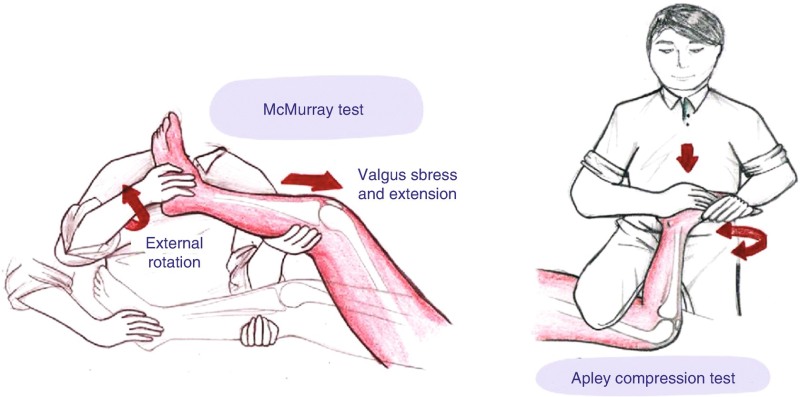 McMurray test
Valgus sbress
and extension
External
rotation
Apley compression test